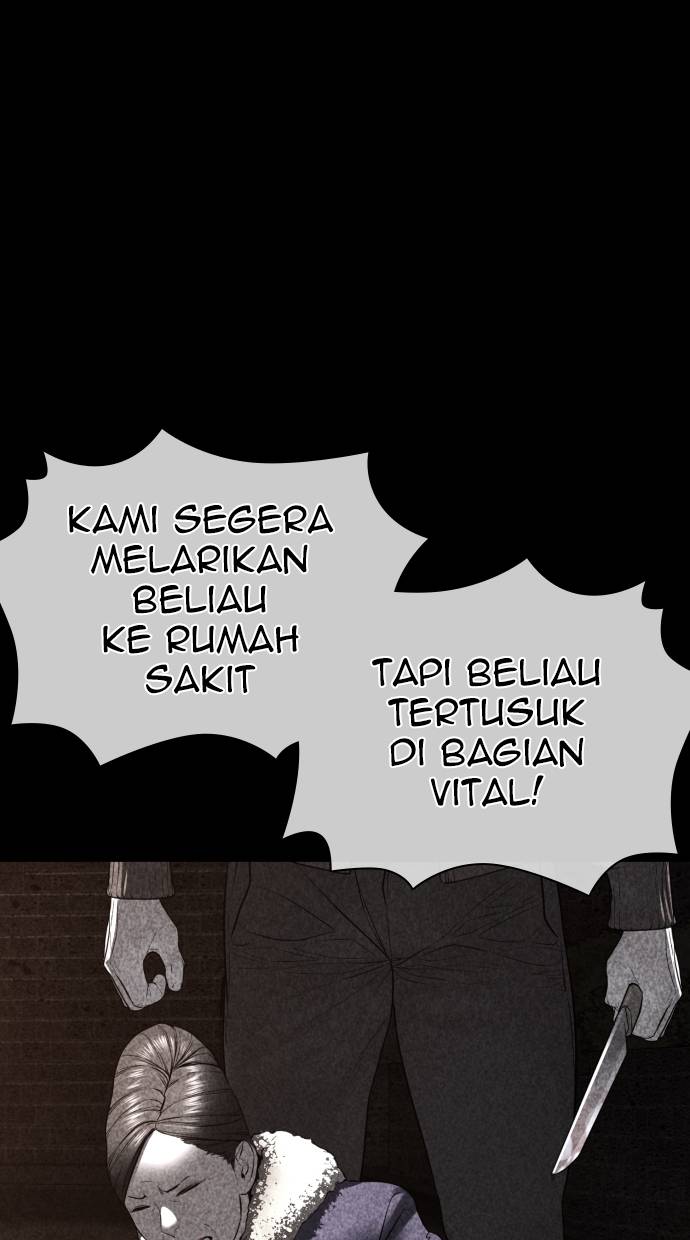 KAMI SEGERA
MELARIKAN
BELIAU
KE RUMAH
SAKIT
TAPI BELIAU
TERTUSUK
DI BAGIAN
VITAL!